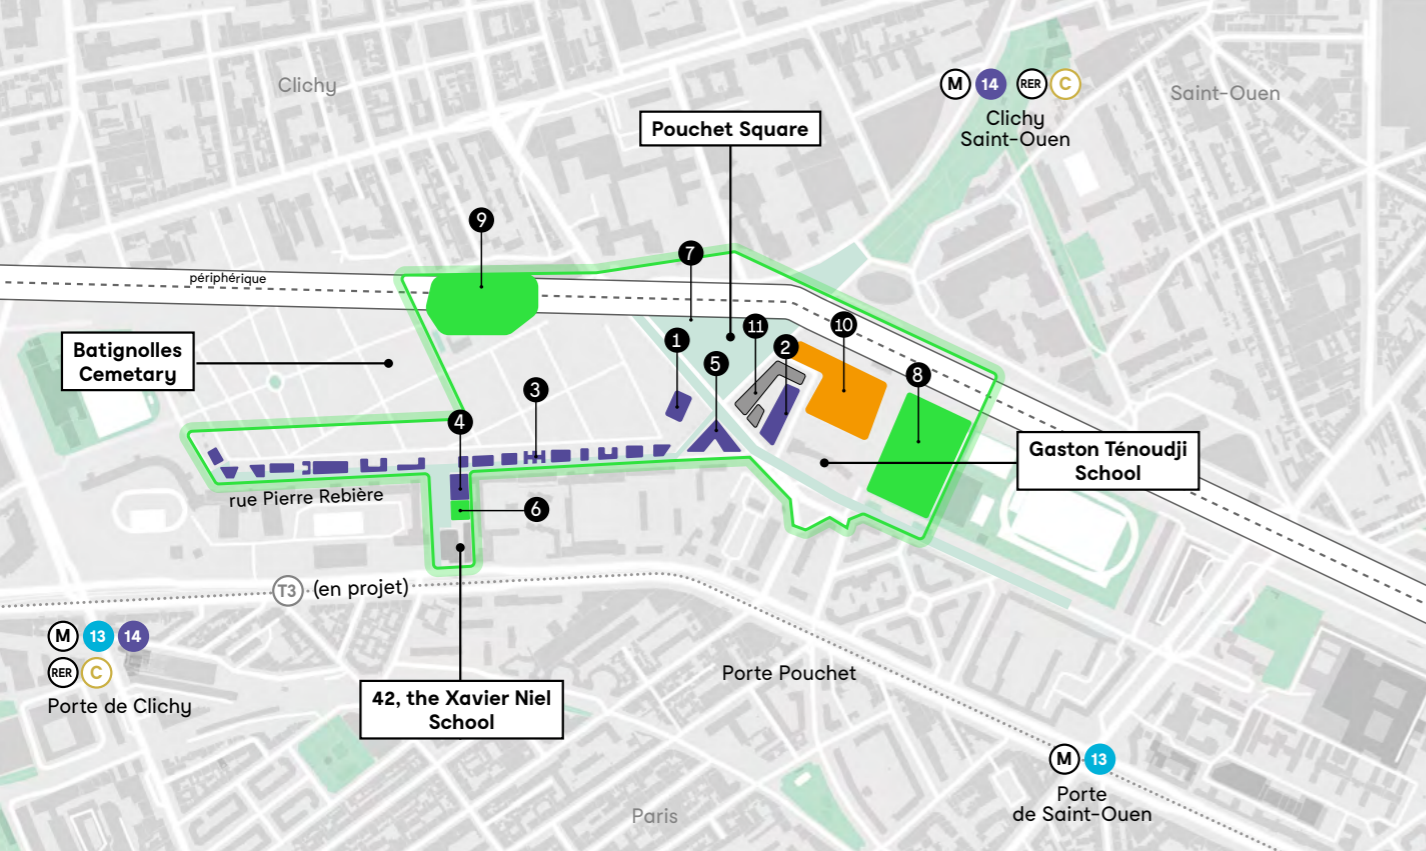 Clichy
M 14 RER C
Clichy
Saint-Ouen
Saint-Ouen
Pouchet Square
9
7
périphérique
Batignolles
Cemetary
1
11
10
2
5
8
3
4
Gaston Ténoudji
School
rue Pierre Rebière
6
T3 (en projet)
M 13 14
RER C
Porte de Clichy
42, the Xavier Niel
School
Porte Pouchet
M 13
Porte
de Saint-Ouen
Paris